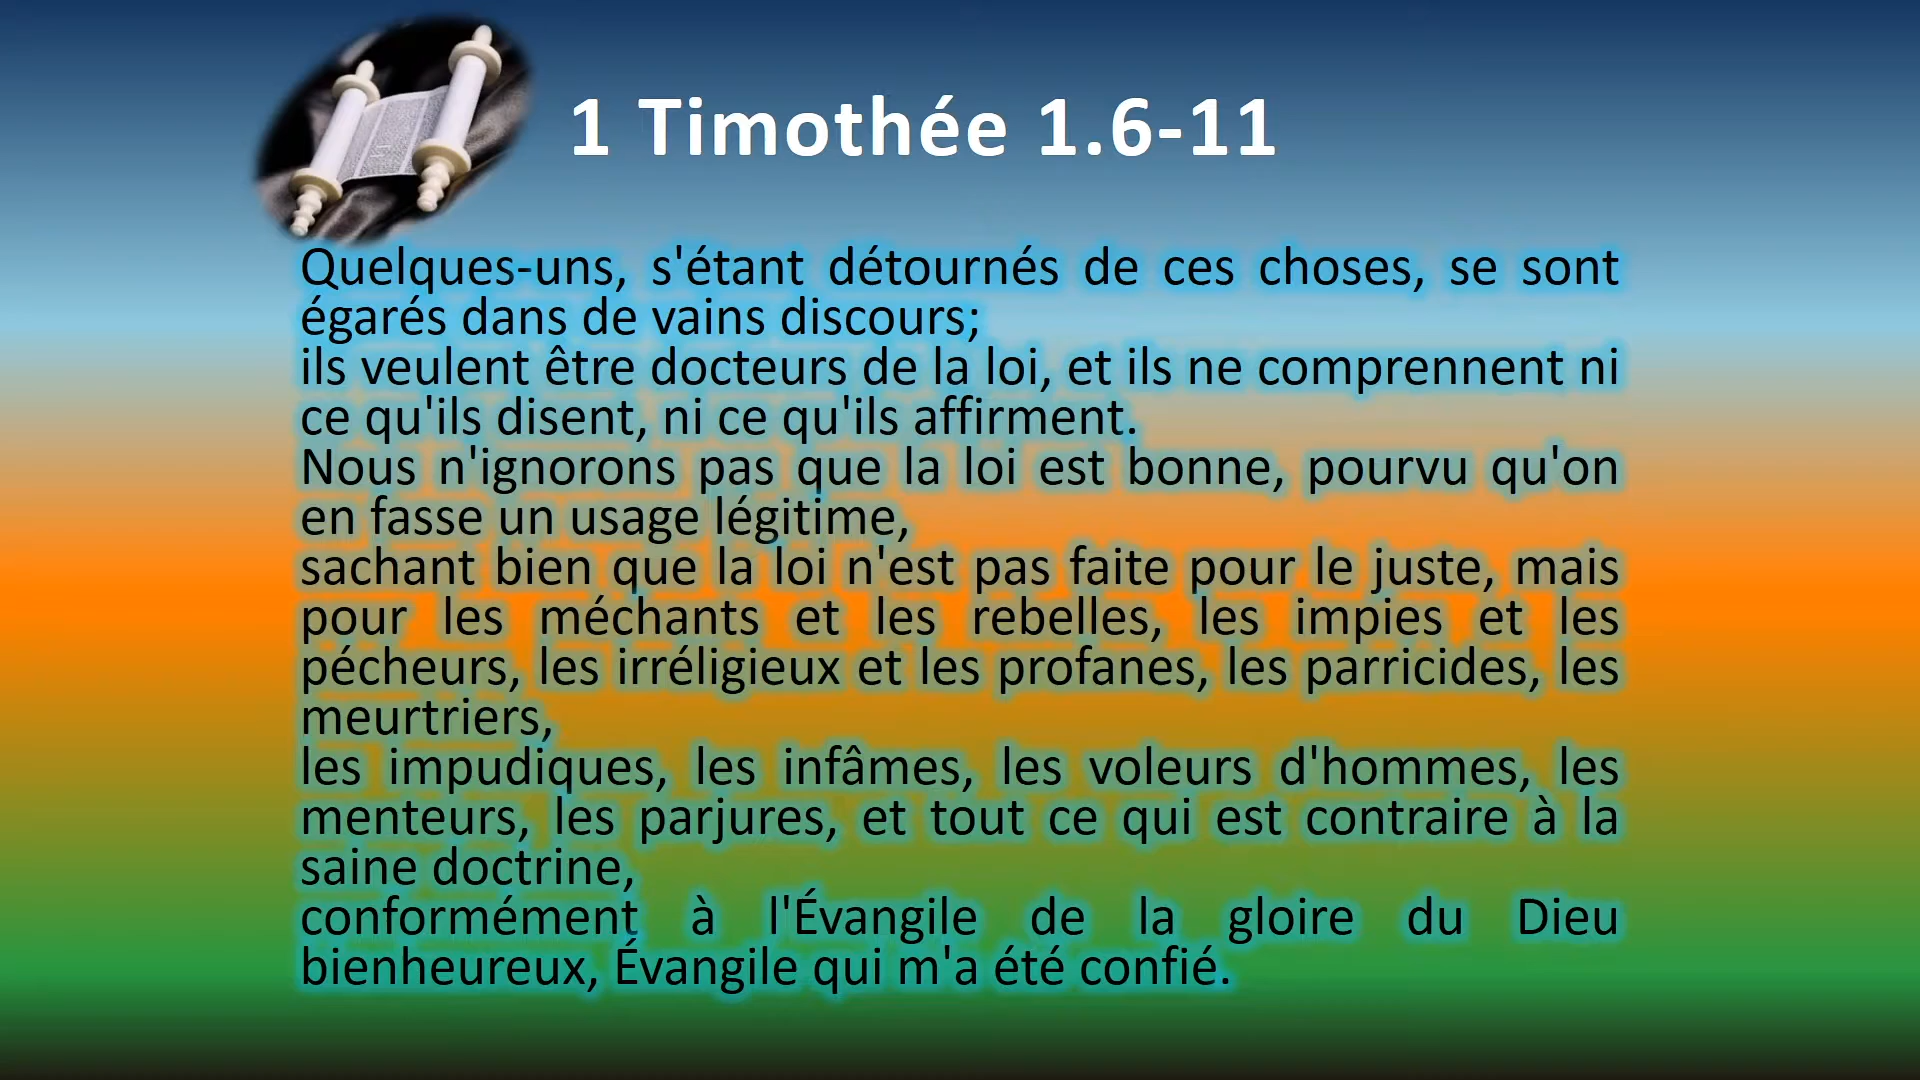 1 Timothée 1.6-11
Quelques-uns, s'étant détournés de ces choses, se sont
égarés dans de vains discours;
ils veulent être docteurs de la loi, et ils ne comprennent ni
ce qu'ils disent, ni ce qu'ils affirment.
Nous n'ignorons pas que la loi est bonne, pourvu qu'on
en fasse un usage légitime,
sachant bien que la loi n'est pas faite pour le juste, mais
pour les méchants et les rebelles, les impies et les
pécheurs, les irréligieux et les profanes, les parricides, les
meurtriers,
les impudiques, les infâmes, les voleurs d'hommes, les
menteurs, les parjures, et tout ce qui est contraire à la
saine doctrine,
conformément à l'Évangile de la gloire du Dieu
bienheureux, Évangile qui m'a été confié.